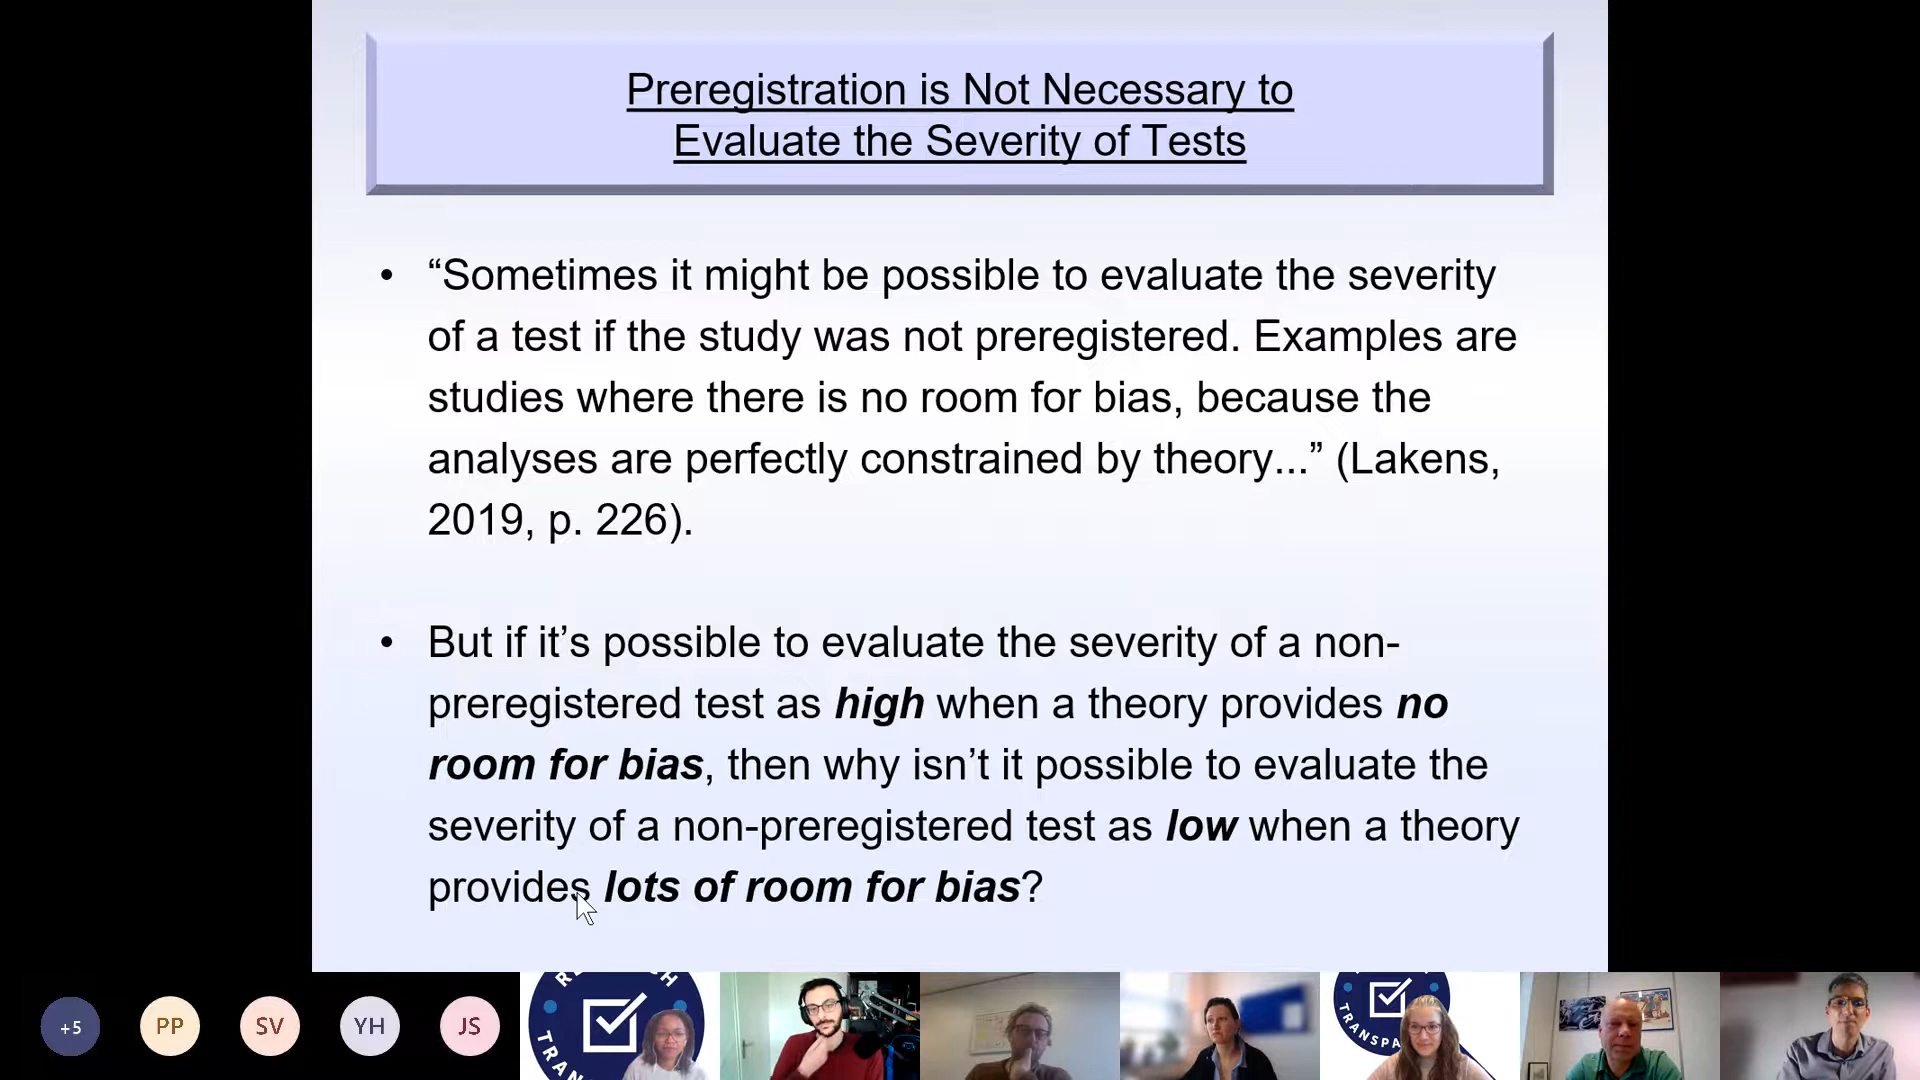 Preregistration is Not Necessary to
Evaluate the Severity of Tests
• “Sometimes it might be possible to evaluate the severity
of a test if the study was not preregistered. Examples are
studies where there is no room for bias, because the
analyses are perfectly constrained by theory...” (Lakens,
2019, p. 226).
• But if it’s possible to evaluate the severity of a non-
preregistered test as high when a theory provides no
room for bias, then why isn’t it possible to evaluate the
severity of a non-preregistered test as low when a theory
provides lots of room for bias?
+5
PP
SV
YH
JS